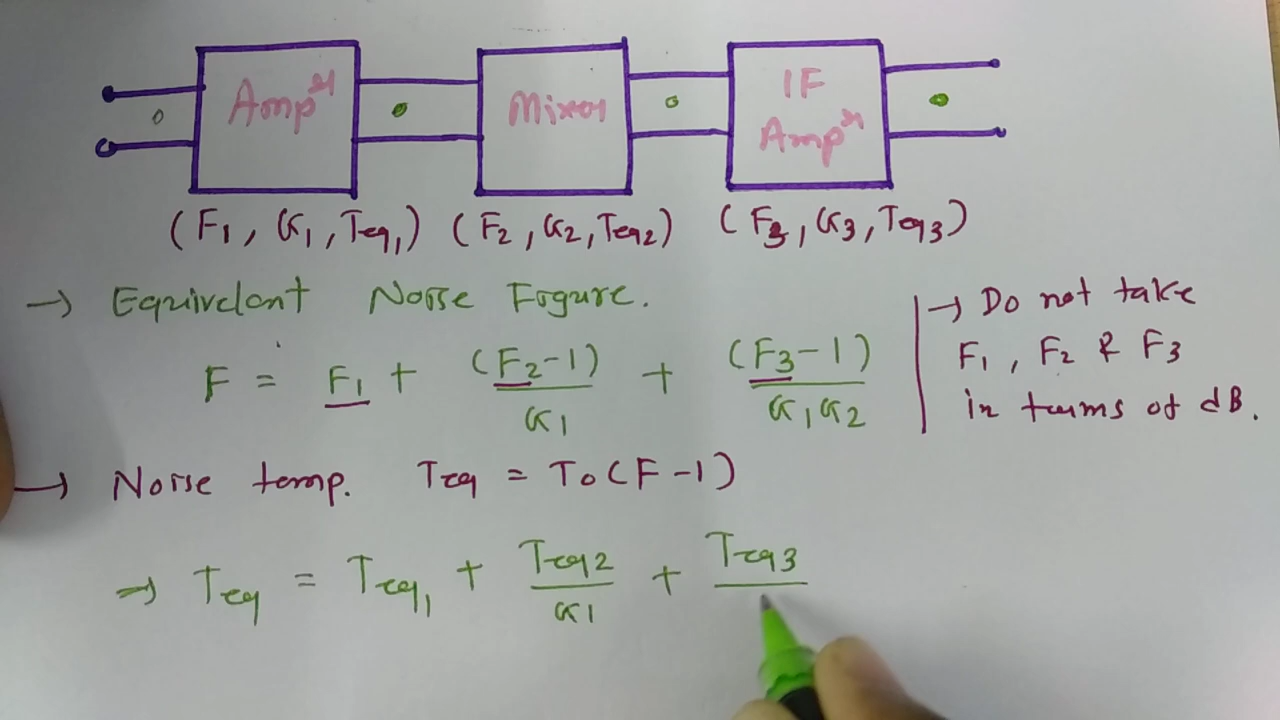 Ampʳ Mixer IF Ampʳ
(F₁, G₁, Teq₁) (F₂, G₂, Teq₂) (F₃, G₃, Teq₃)
→ Equivelent Noise Figure.
F = F₁ + (F₂-1)/G₁ + (F₃-1)/G₁G₂
→ Do not take
F₁, F₂ & F₃
in terms of dB.
→ Noise temp. Teq = To(F-1)
⇒ Teq = Teq₁ + Teq₂/G₁ + Teq₃/